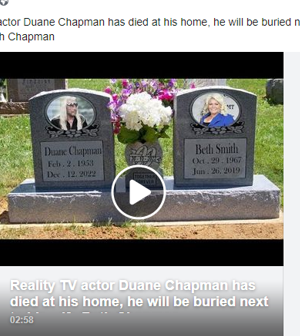 actor Duane Chapman has died at his home, he will be buried n
h Chapman
Duane Chapman
Feb . 2 . 1953
Dec. 12. 2022
Beth Smith
Oct . 29 . 1967
Jun . 26. 2019
Reality TV actor Duane Chapman has
died at his home, he will be buried next
02:58